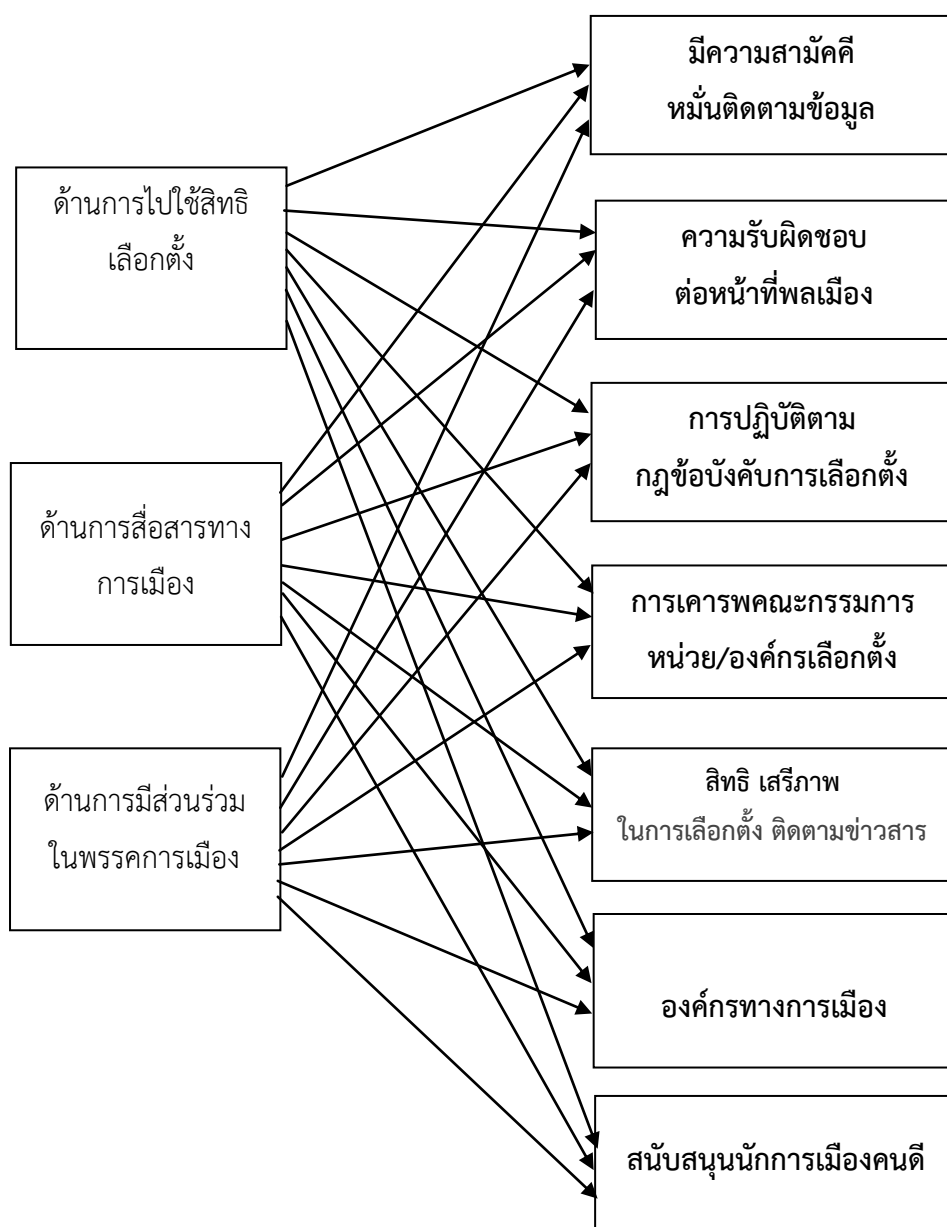 ด้านการไปใช้สิทธิ
เลือกตั้ง
ด้านการสื่อสารทาง
การเมือง
ด้านการมีส่วนร่วม
ในพรรคการเมือง
มีความสามัคคี
หมั่นติดตามข้อมูล
ความรับผิดชอบ
ต่อหน้าที่พลเมือง
การปฏิบัติตาม
กฎข้อบังคับการเลือกตั้ง
การเคารพคณะกรรมการ
หน่วย/องค์กรเลือกตั้ง
สิทธิ เสรีภาพ
ในการเลือกตั้ง ติดตามข่าวสาร
องค์กรทางการเมือง
สนับสนุนนักการเมืองคนดี